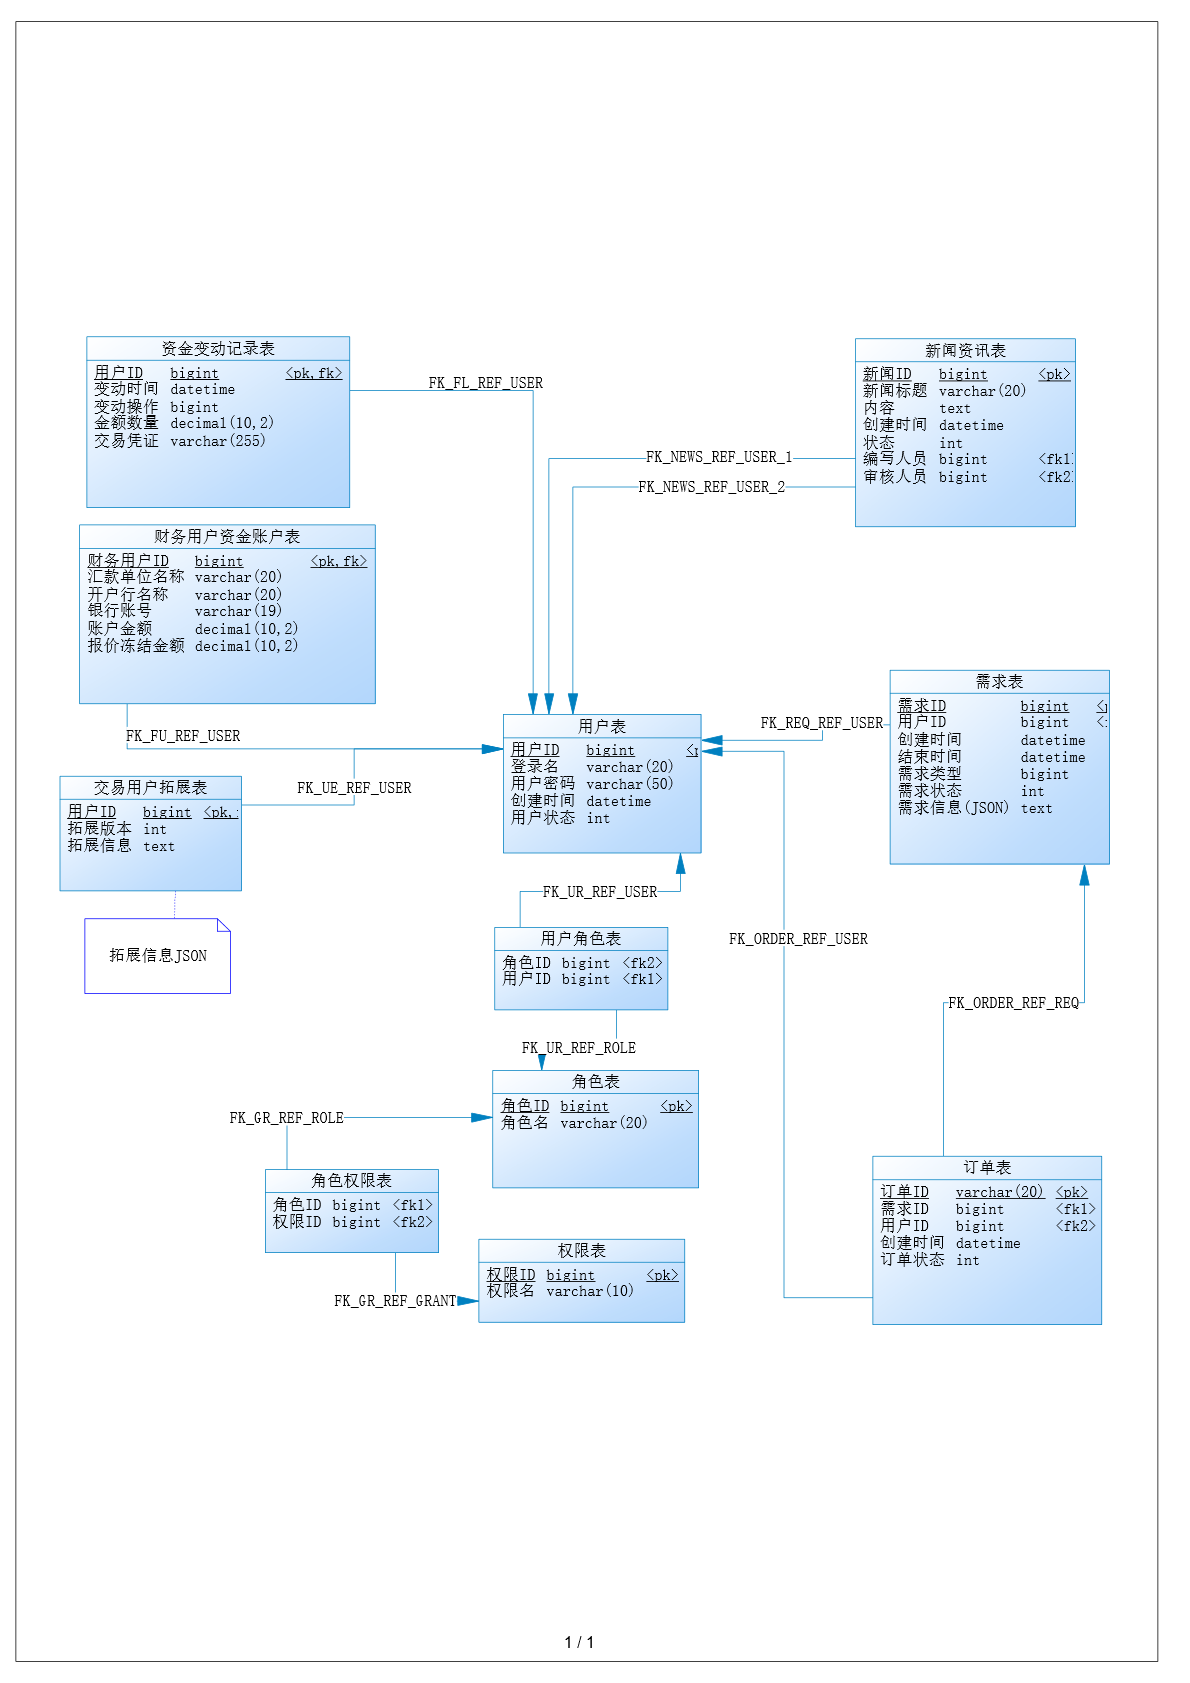 资金变动记录表
用户ID bigint <pk,fk>
变动时间 datetime
变动操作 bigint
金额数量 decimal(10,2)
交易凭证 varchar(255)
FK_FL_REF_USER
新闻资讯表
新闻ID bigint <pk>
新闻标题 varchar(20)
内容 text
创建时间 datetime
状态 int
编写人员 bigint <fk1
审核人员 bigint <fk2
FK_NEWS_REF_USER_1
FK_NEWS_REF_USER_2
财务用户资金账户表
财务用户ID bigint <pk,fk>
汇款单位名称 varchar(20)
开户行名称 varchar(20)
银行账号 varchar(19)
账户金额 decimal(10,2)
报价冻结金额 decimal(10,2)
FK_FU_REF_USER
用户表
用户ID bigint
登录名 varchar(20)
用户密码 varchar(50)
创建时间 datetime
用户状态 int
FK_REQ_REF_USER
需求表
需求ID bigint
用户ID bigint
创建时间 datetime
结束时间 datetime
需求类型 bigint
需求状态 int
需求信息(JSON) text
交易用户拓展表
用户ID bigint <pk,
拓展版本 int
拓展信息 text
FK_UE_REF_USER
拓展信息JSON
FK_UR_REF_USER
用户角色表
角色ID bigint <fk2>
用户ID bigint <fk1>
FK_ORDER_REF_USER
FK_ORDER_REF_REQ
FK_UR_REF_ROLE
角色表
角色ID bigint <pk>
角色名 varchar(20)
FK_GR_REF_ROLE
角色权限表
角色ID bigint <fk1>
权限ID bigint <fk2>
FK_GR_REF_GRANT
权限表
权限ID bigint <pk>
权限名 varchar(10)
订单表
订单ID varchar(20) <pk>
需求ID bigint <fk1>
用户ID bigint <fk2>
创建时间 datetime
订单状态 int
1 / 1